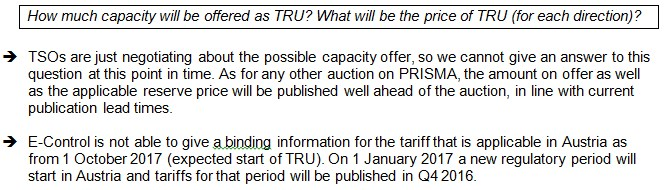 How much capacity will be offered as TRU? What will be the price of TRU (for each direction)?
➔ TSOs are just negotiating about the possible capacity offer, so we cannot give an answer to this
question at this point in time. As for any other auction on PRISMA, the amount on offer as well
as the applicable reserve price will be published well ahead of the auction, in line with current
publication lead times.
➔ E-Control is not able to give a binding information for the tariff that is applicable in Austria as
from 1 October 2017 (expected start of TRU). On 1 January 2017 a new regulatory period will
start in Austria and tariffs for that period will be published in Q4 2016.